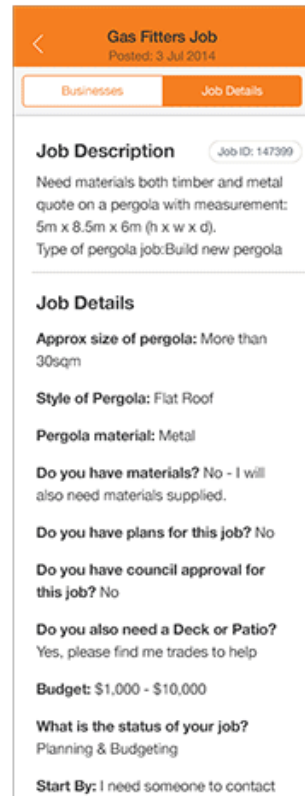 Gas Fitters Job
Posted: 3 Jul 2014
Businesses
Job Details
Job Description
Job ID: 147399
Need materials both timber and metal
quote on a pergola with measurement:
5m x 8.5m x 6m (h x w x d).
Type of pergola job:Build new pergola
Job Details
Approx size of pergola: More than
30sqm
Style of Pergola: Flat Roof
Pergola material: Metal
Do you have materials? No - I will
also need materials supplied.
Do you have plans for this job? No
Do you have council approval for
this job? No
Do you also need a Deck or Patio?
Yes, please find me trades to help
Budget: $1,000 - $10,000
What is the status of your job?
Planning & Budgeting
Start By: I need someone to contact